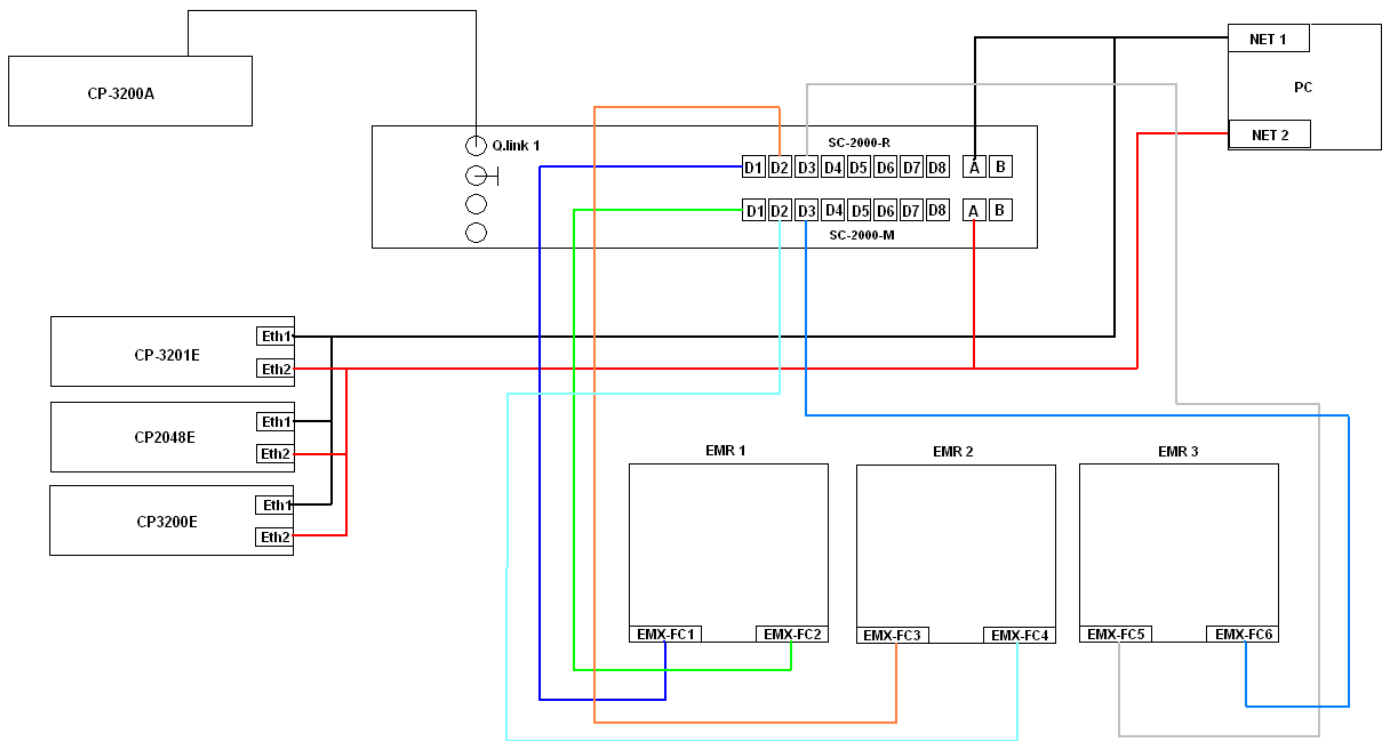 NET 1
CP-3200A
PC
NET 2
Q.link 1
SC-2000-R
D1 D2 D3 D4 D5 D6 D7 D8 A B
D1 D2 D3 D4 D5 D6 D7 D8 A B
SC-2000-M
Eth1
CP-3201E
Eth2
Eth1
CP2048E
Eth2
Eth1
CP3200E
Eth2
EMR 1
EMR 2
EMR 3
EMX-FC1
EMX-FC2
EMX-FC3
EMX-FC4
EMX-FC5
EMX-FC6